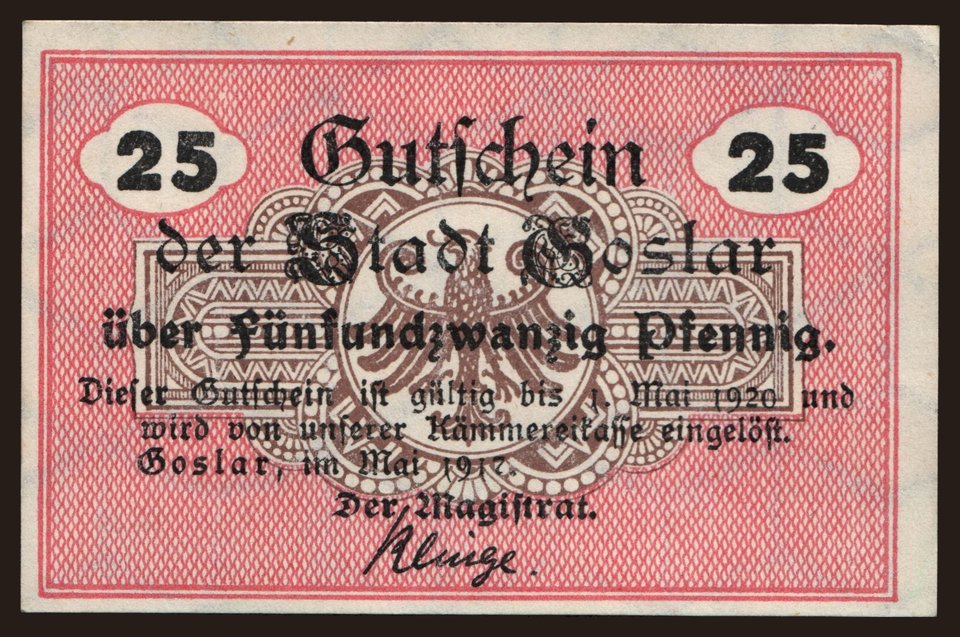 25 Gutschein 25
der Stadt Goslar
über Fünfundzwanzig Pfennig.
Dieser Gutschein ist gültig bis 1. Mai 1920 und
wird von unserer Kämmereikasse eingelöst.
Goslar, im Mai 1917.
Der Magistrat.
Klinge.